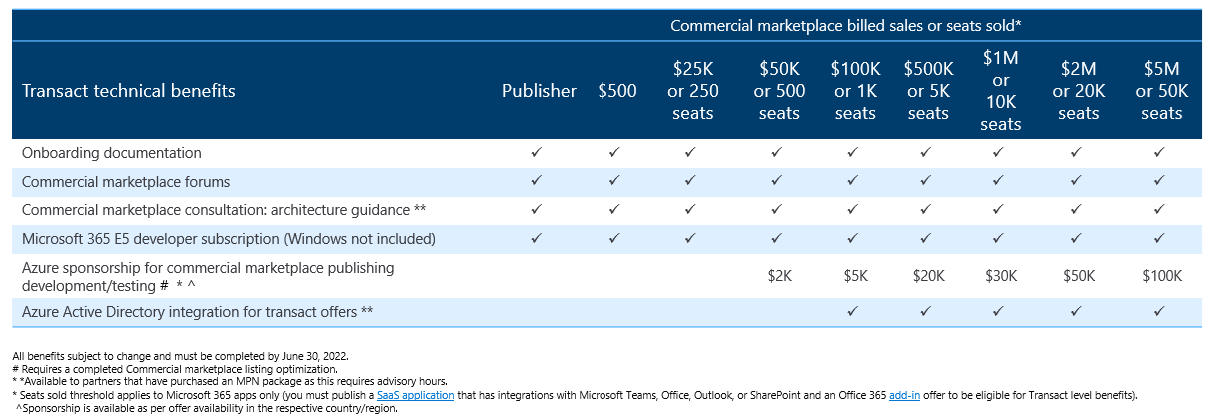 Commercial marketplace billed sales or seats sold*
Transact technical benefits Publisher $500 $25K or 250 seats $50K or 500 seats $100K or 1K seats $500K or 5K seats $1M or 10K seats $2M or 20K seats $5M or 50K seats
Onboarding documentation ✓ ✓ ✓ ✓ ✓ ✓ ✓ ✓ ✓
Commercial marketplace forums ✓ ✓ ✓ ✓ ✓ ✓ ✓ ✓ ✓
Commercial marketplace consultation: architecture guidance ** ✓ ✓ ✓ ✓ ✓ ✓ ✓ ✓ ✓
Microsoft 365 E5 developer subscription (Windows not included) ✓ ✓ ✓ ✓ ✓ ✓ ✓ ✓ ✓
Azure sponsorship for commercial marketplace publishing
development/testing # * ^ $2K $5K $20K $30K $50K $100K
Azure Active Directory integration for transact offers ** ✓ ✓ ✓ ✓ ✓
All benefits subject to change and must be completed by June 30, 2022.
# Requires a completed Commercial marketplace listing optimization.
* *Available to partners that have purchased an MPN package as this requires advisory hours.
* Seats sold threshold applies to Microsoft 365 apps only (you must publish a SaaS application that has integrations with Microsoft Teams, Office, Outlook, or SharePoint and an Office 365 add-in offer to be eligible for Transact level benefits).
^Sponsorship is available as per offer availability in the respective country/region.